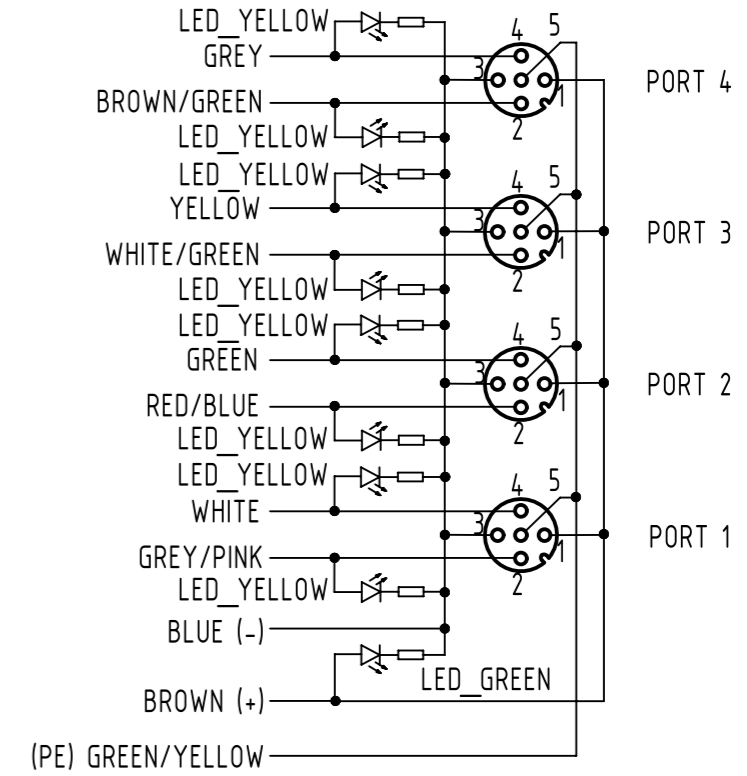 LED_YELLOW
GREY
4 5
3
1
2
PORT 4
BROWN/GREEN
LED_YELLOW
LED_YELLOW
YELLOW
4 5
3
1
2
PORT 3
WHITE/GREEN
LED_YELLOW
LED_YELLOW
GREEN
4 5
3
1
2
PORT 2
RED/BLUE
LED_YELLOW
LED_YELLOW
WHITE
4 5
3
1
2
PORT 1
GREY/PINK
LED_YELLOW
BLUE (-)
LED_GREEN
BROWN (+)
(PE) GREEN/YELLOW